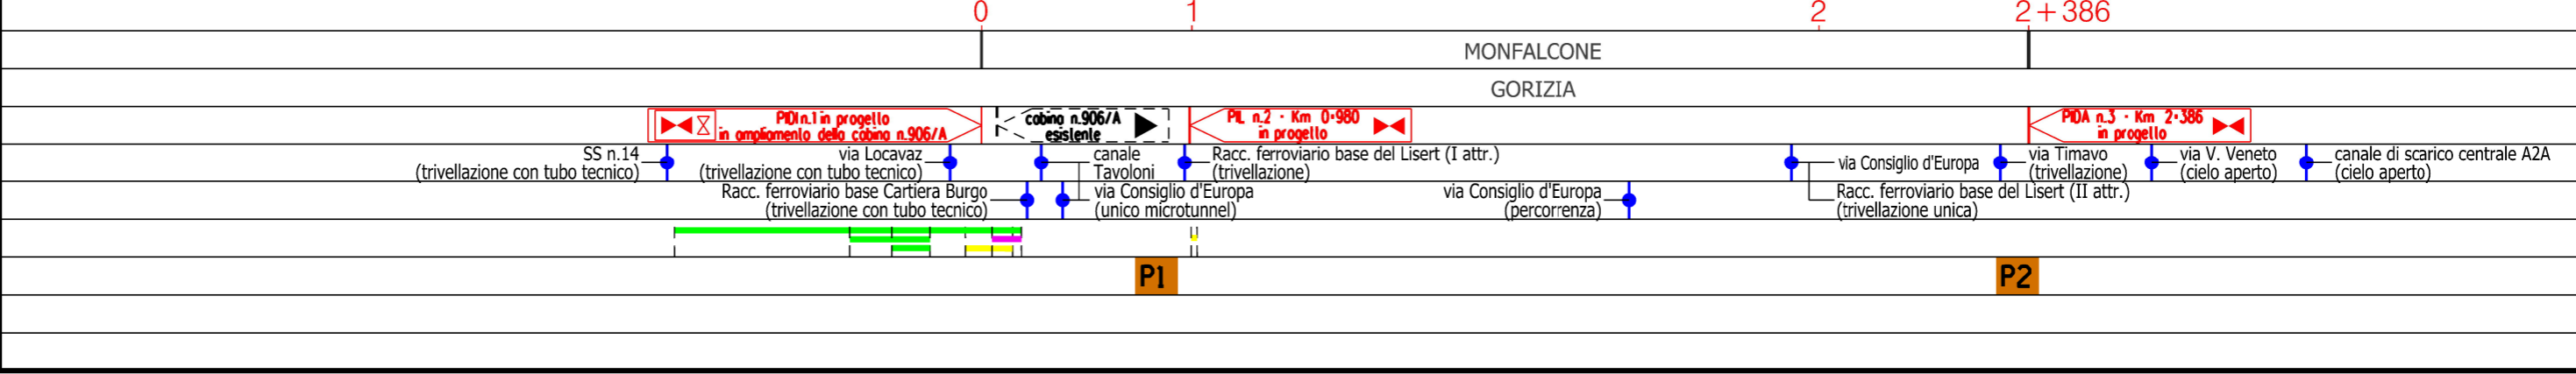 0 1 2 2+386
MONFALCONE
GORIZIA
PIDI n.1 in progetto
in ampliamento della cabina n.906/A
cabina n.906/A
esistente
PIL n.2 - Km 0+980
in progetto
PIDA n.3 - Km 2+386
in progetto
SS n.14
(trivellazione con tubo tecnico)
via Locavaz
(trivellazione con tubo tecnico)
canale
Tavoloni
Racc. ferroviario base del Lisert (I attr.)
(trivellazione)
via Consiglio d'Europa
via Timavo
(trivellazione)
via V. Veneto
(cielo aperto)
canale di scarico centrale A2A
(cielo aperto)
Racc. ferroviario base Cartiera Burgo
(trivellazione con tubo tecnico)
via Consiglio d'Europa
(unico microtunnel)
via Consiglio d'Europa
(percorrenza)
Racc. ferroviario base del Lisert (II attr.)
(trivellazione unica)
P1
P2